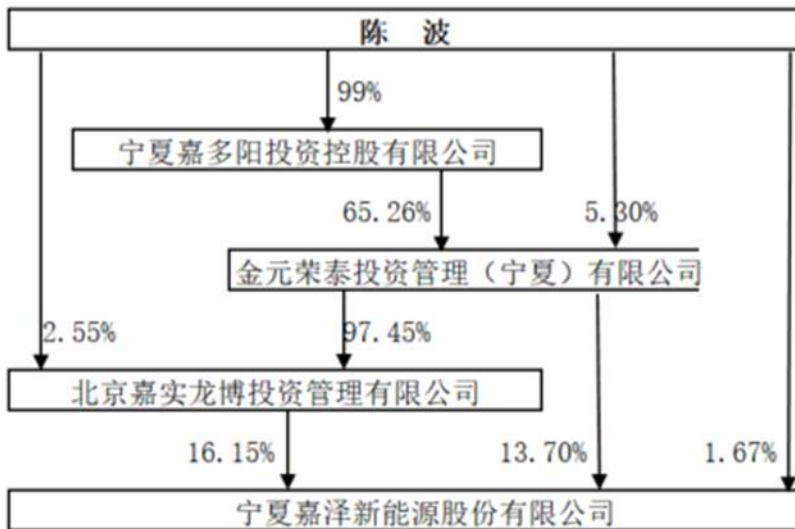 陈 波
99%
宁夏嘉多阳投资控股有限公司
65.26%
5.30%
金元荣泰投资管理（宁夏）有限公司
2.55%
97.45%
北京嘉实龙博投资管理有限公司
16.15%
13.70%
1.67%
宁夏嘉泽新能源股份有限公司